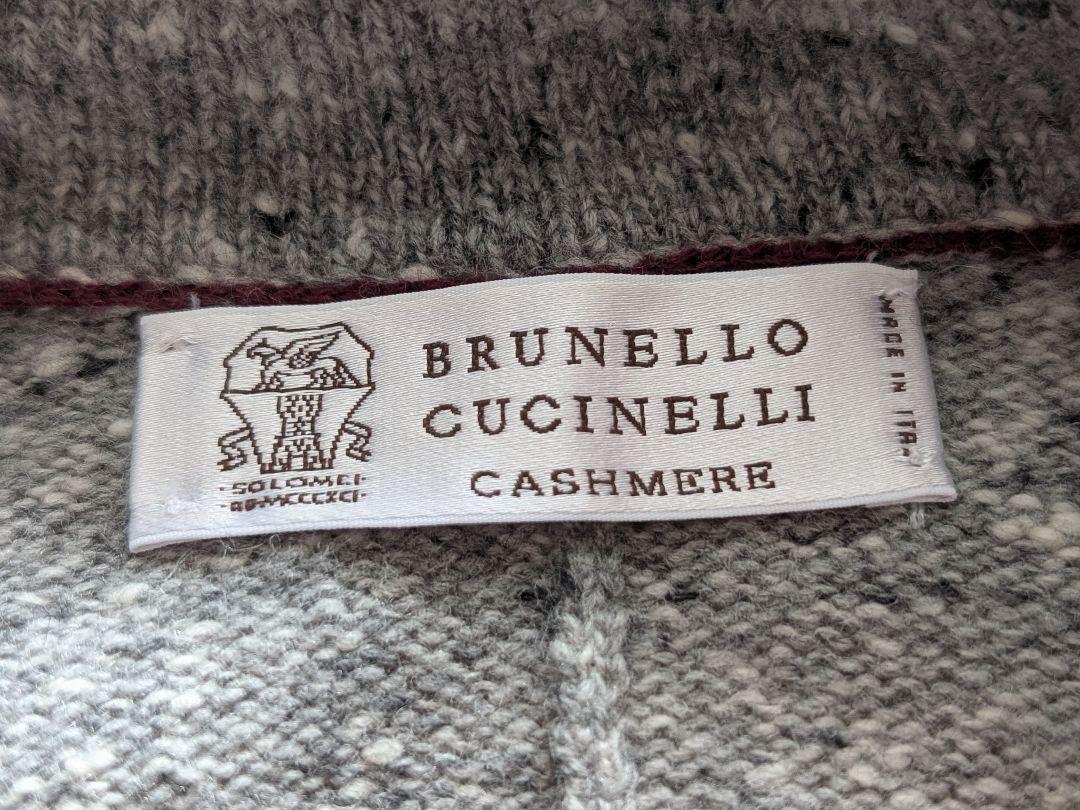 BRUNELLO
CUCINELLI
CASHMERE
·SOLOMEI·
MADE IN ITA